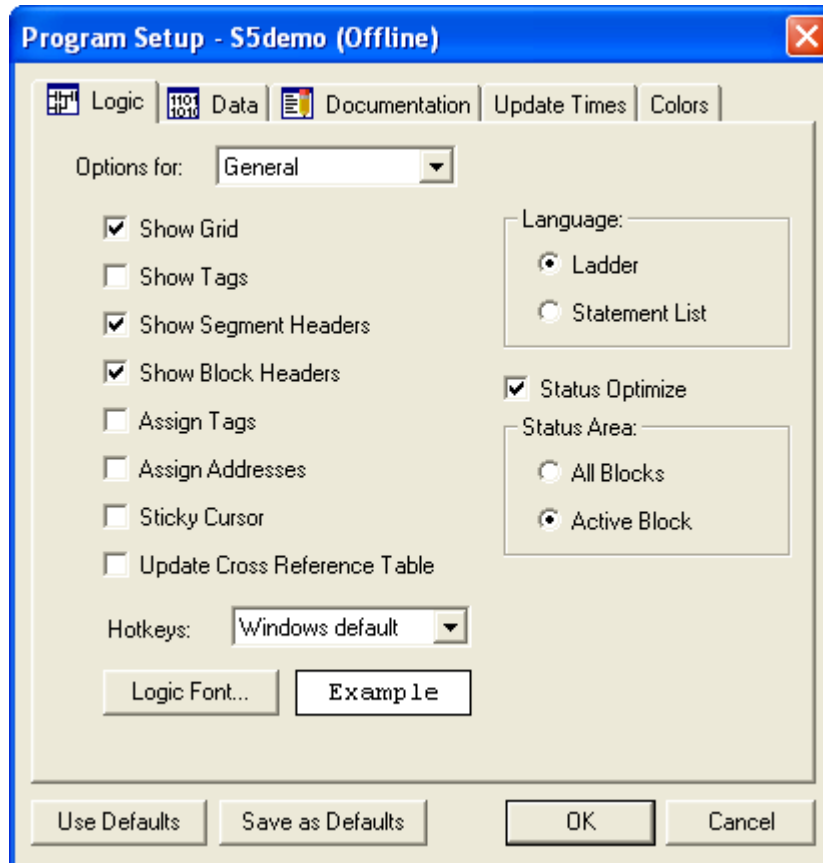 Program Setup - S5demo (Offline)
Logic Data Documentation Update Times Colors
Options for: General
Show Grid
Show Tags
Show Segment Headers
Show Block Headers
Assign Tags
Assign Addresses
Sticky Cursor
Update Cross Reference Table
Language:
Ladder
Statement List
Status Optimize
Status Area:
All Blocks
Active Block
Hotkeys: Windows default
Logic Font... Example
Use Defaults Save as Defaults OK Cancel